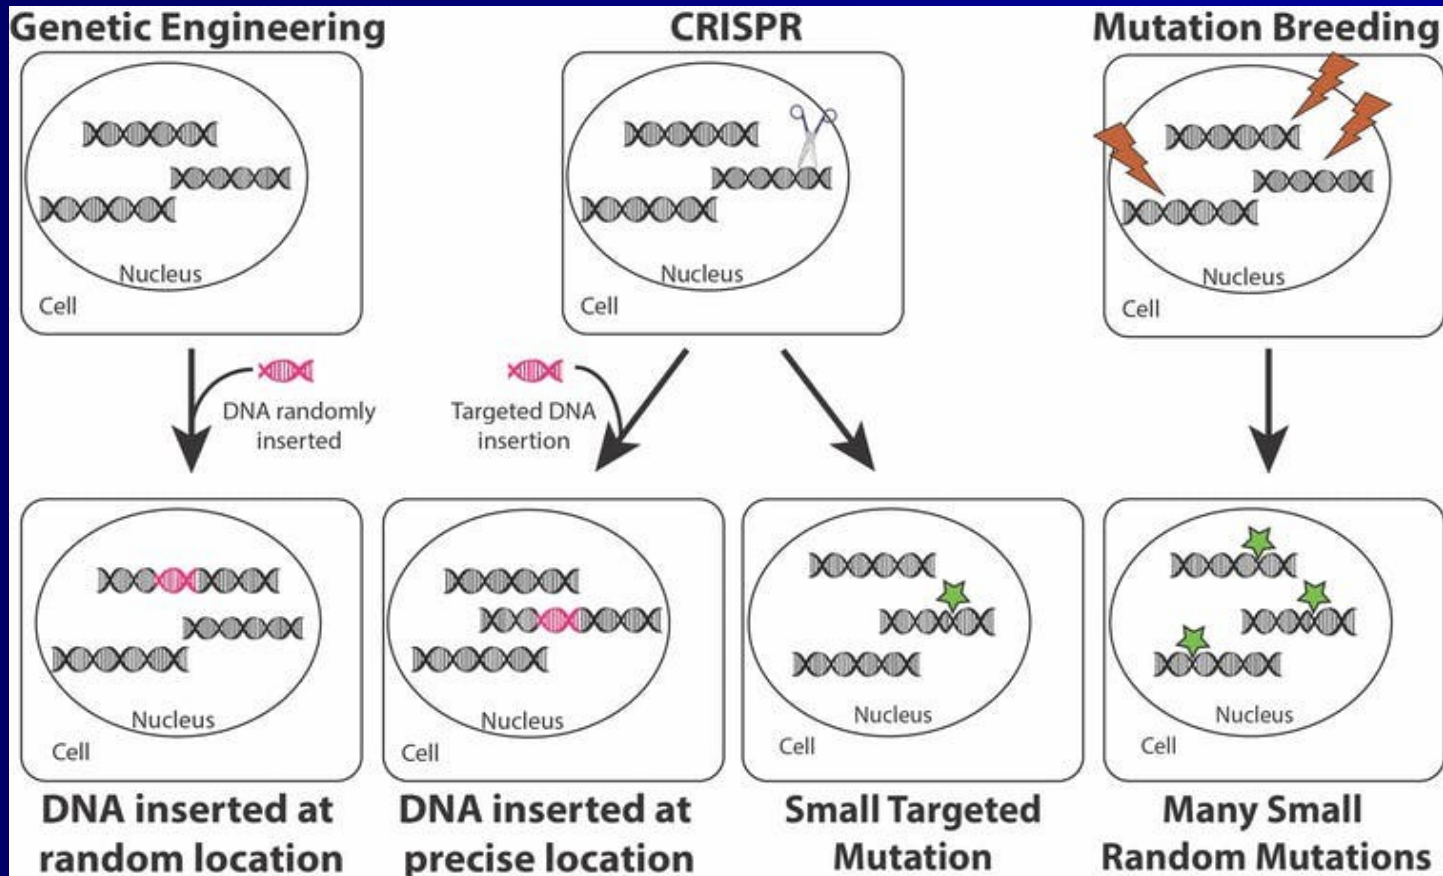 Genetic Engineering
CRISPR
Mutation Breeding
Nucleus
Cell
Nucleus
Cell
Nucleus
Cell
DNA randomly
inserted
Targeted DNA
insertion
Nucleus
Cell
Nucleus
Cell
Nucleus
Cell
Nucleus
Cell
DNA inserted at
random location
DNA inserted at
precise location
Small Targeted
Mutation
Many Small
Random Mutations